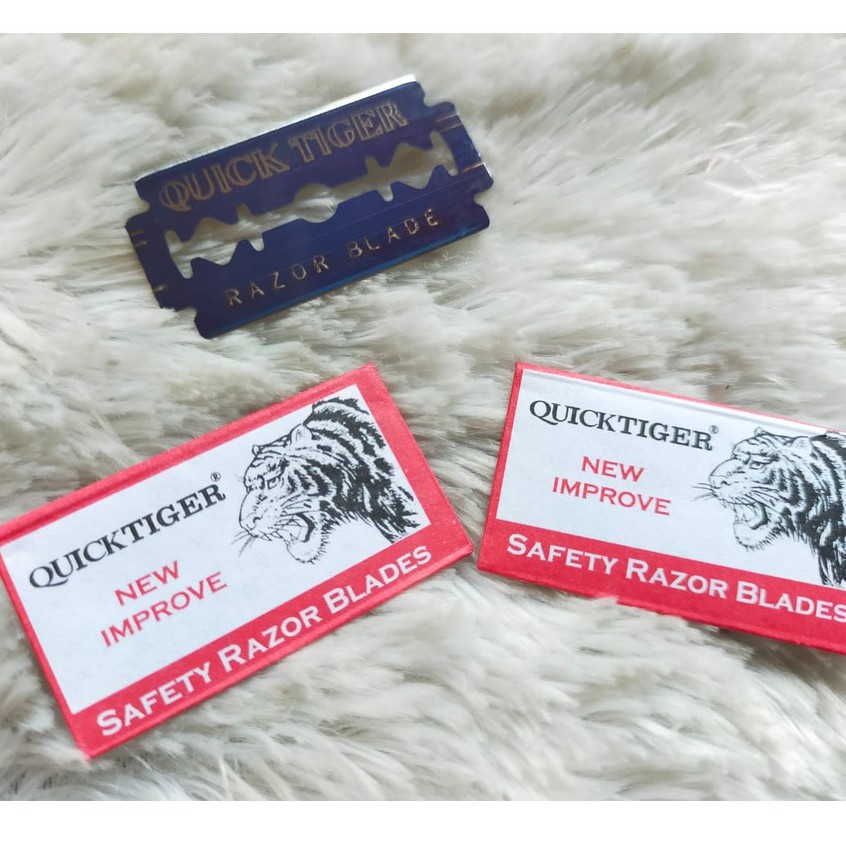 QUICK TIGER
RAZOR BLADE
QUICKTIGER®
NEW
IMPROVE
SAFETY RAZOR BLADES
QUICKTIGER®
NEW
IMPROVE
SAFETY RAZOR BLADES